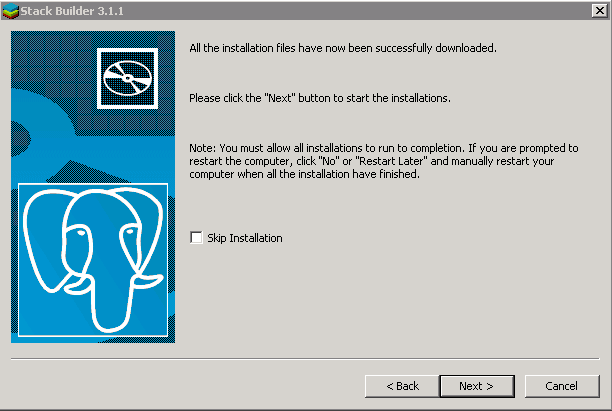 Stack Builder 3.1.1
All the installation files have now been successfully downloaded.
Please click the "Next" button to start the installations.
Note: You must allow all installations to run to completion. If you are prompted to
restart the computer, click "No" or "Restart Later" and manually restart your
computer when all the installation have finished.
Skip Installation
< Back
Next >
Cancel